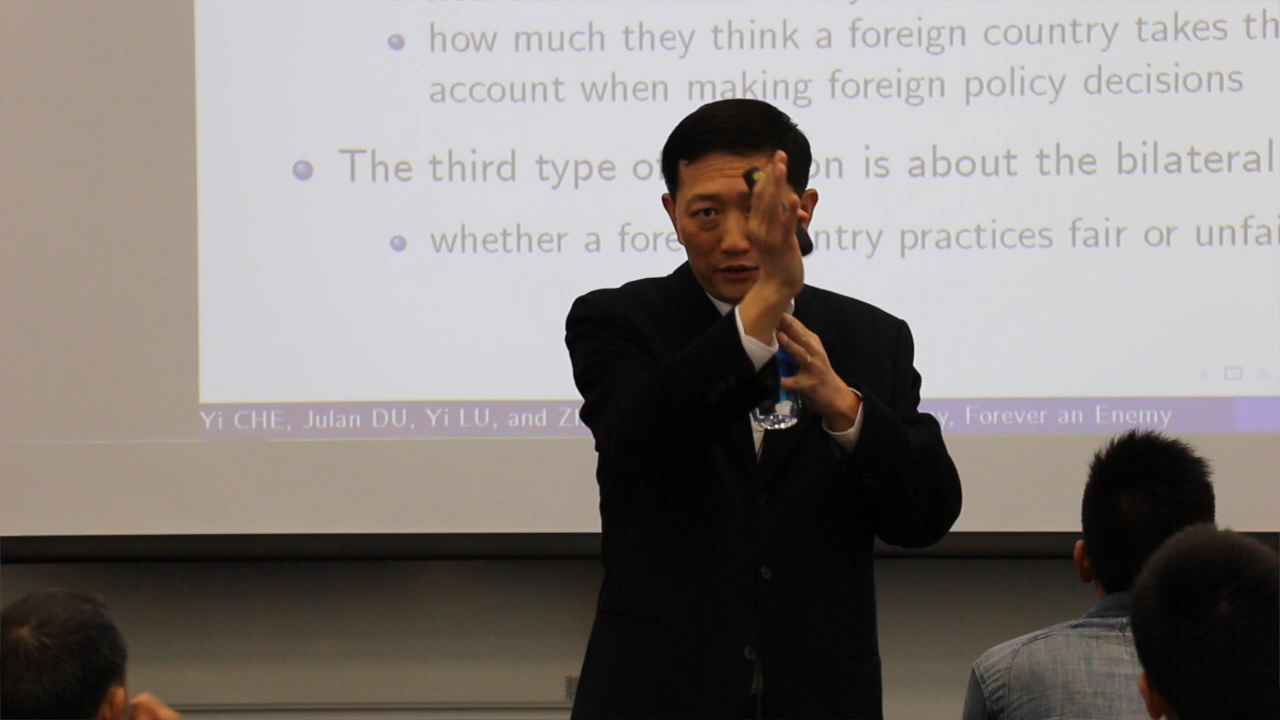 how much they think a foreign country takes th
account when making foreign policy decisions
The third type of on is about the bilateral
whether a fore ntry practices fair or unfai
Yi CHE, Julan DU, Yi LU, and Z y, Forever an Enemy